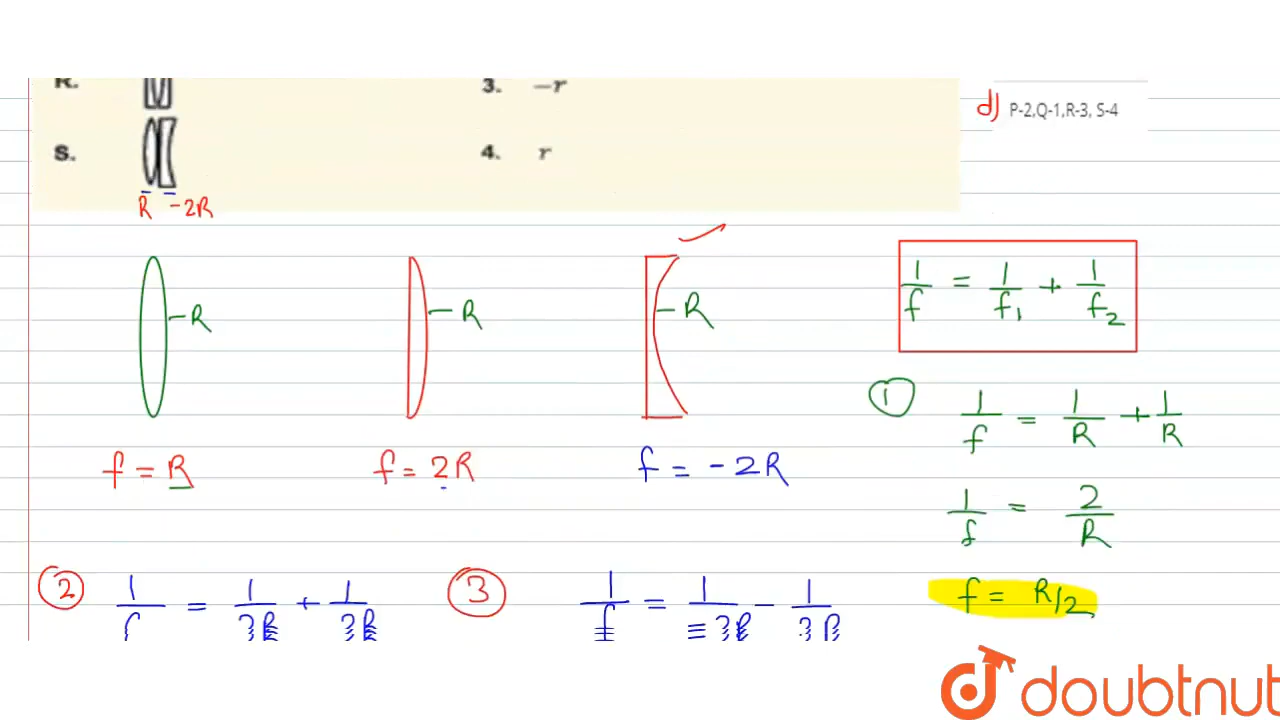 R.
3. −r
d) P-2,Q-1,R-3, S-4
S.
4. r
R −2R
−R
−R
−R
1/f = 1/f₁ + 1/f₂
①
1/f = 1/R + 1/R
f = R
f = 2R
f = −2R
1/f = 2/R
f = R/2
②
③
doubtnut